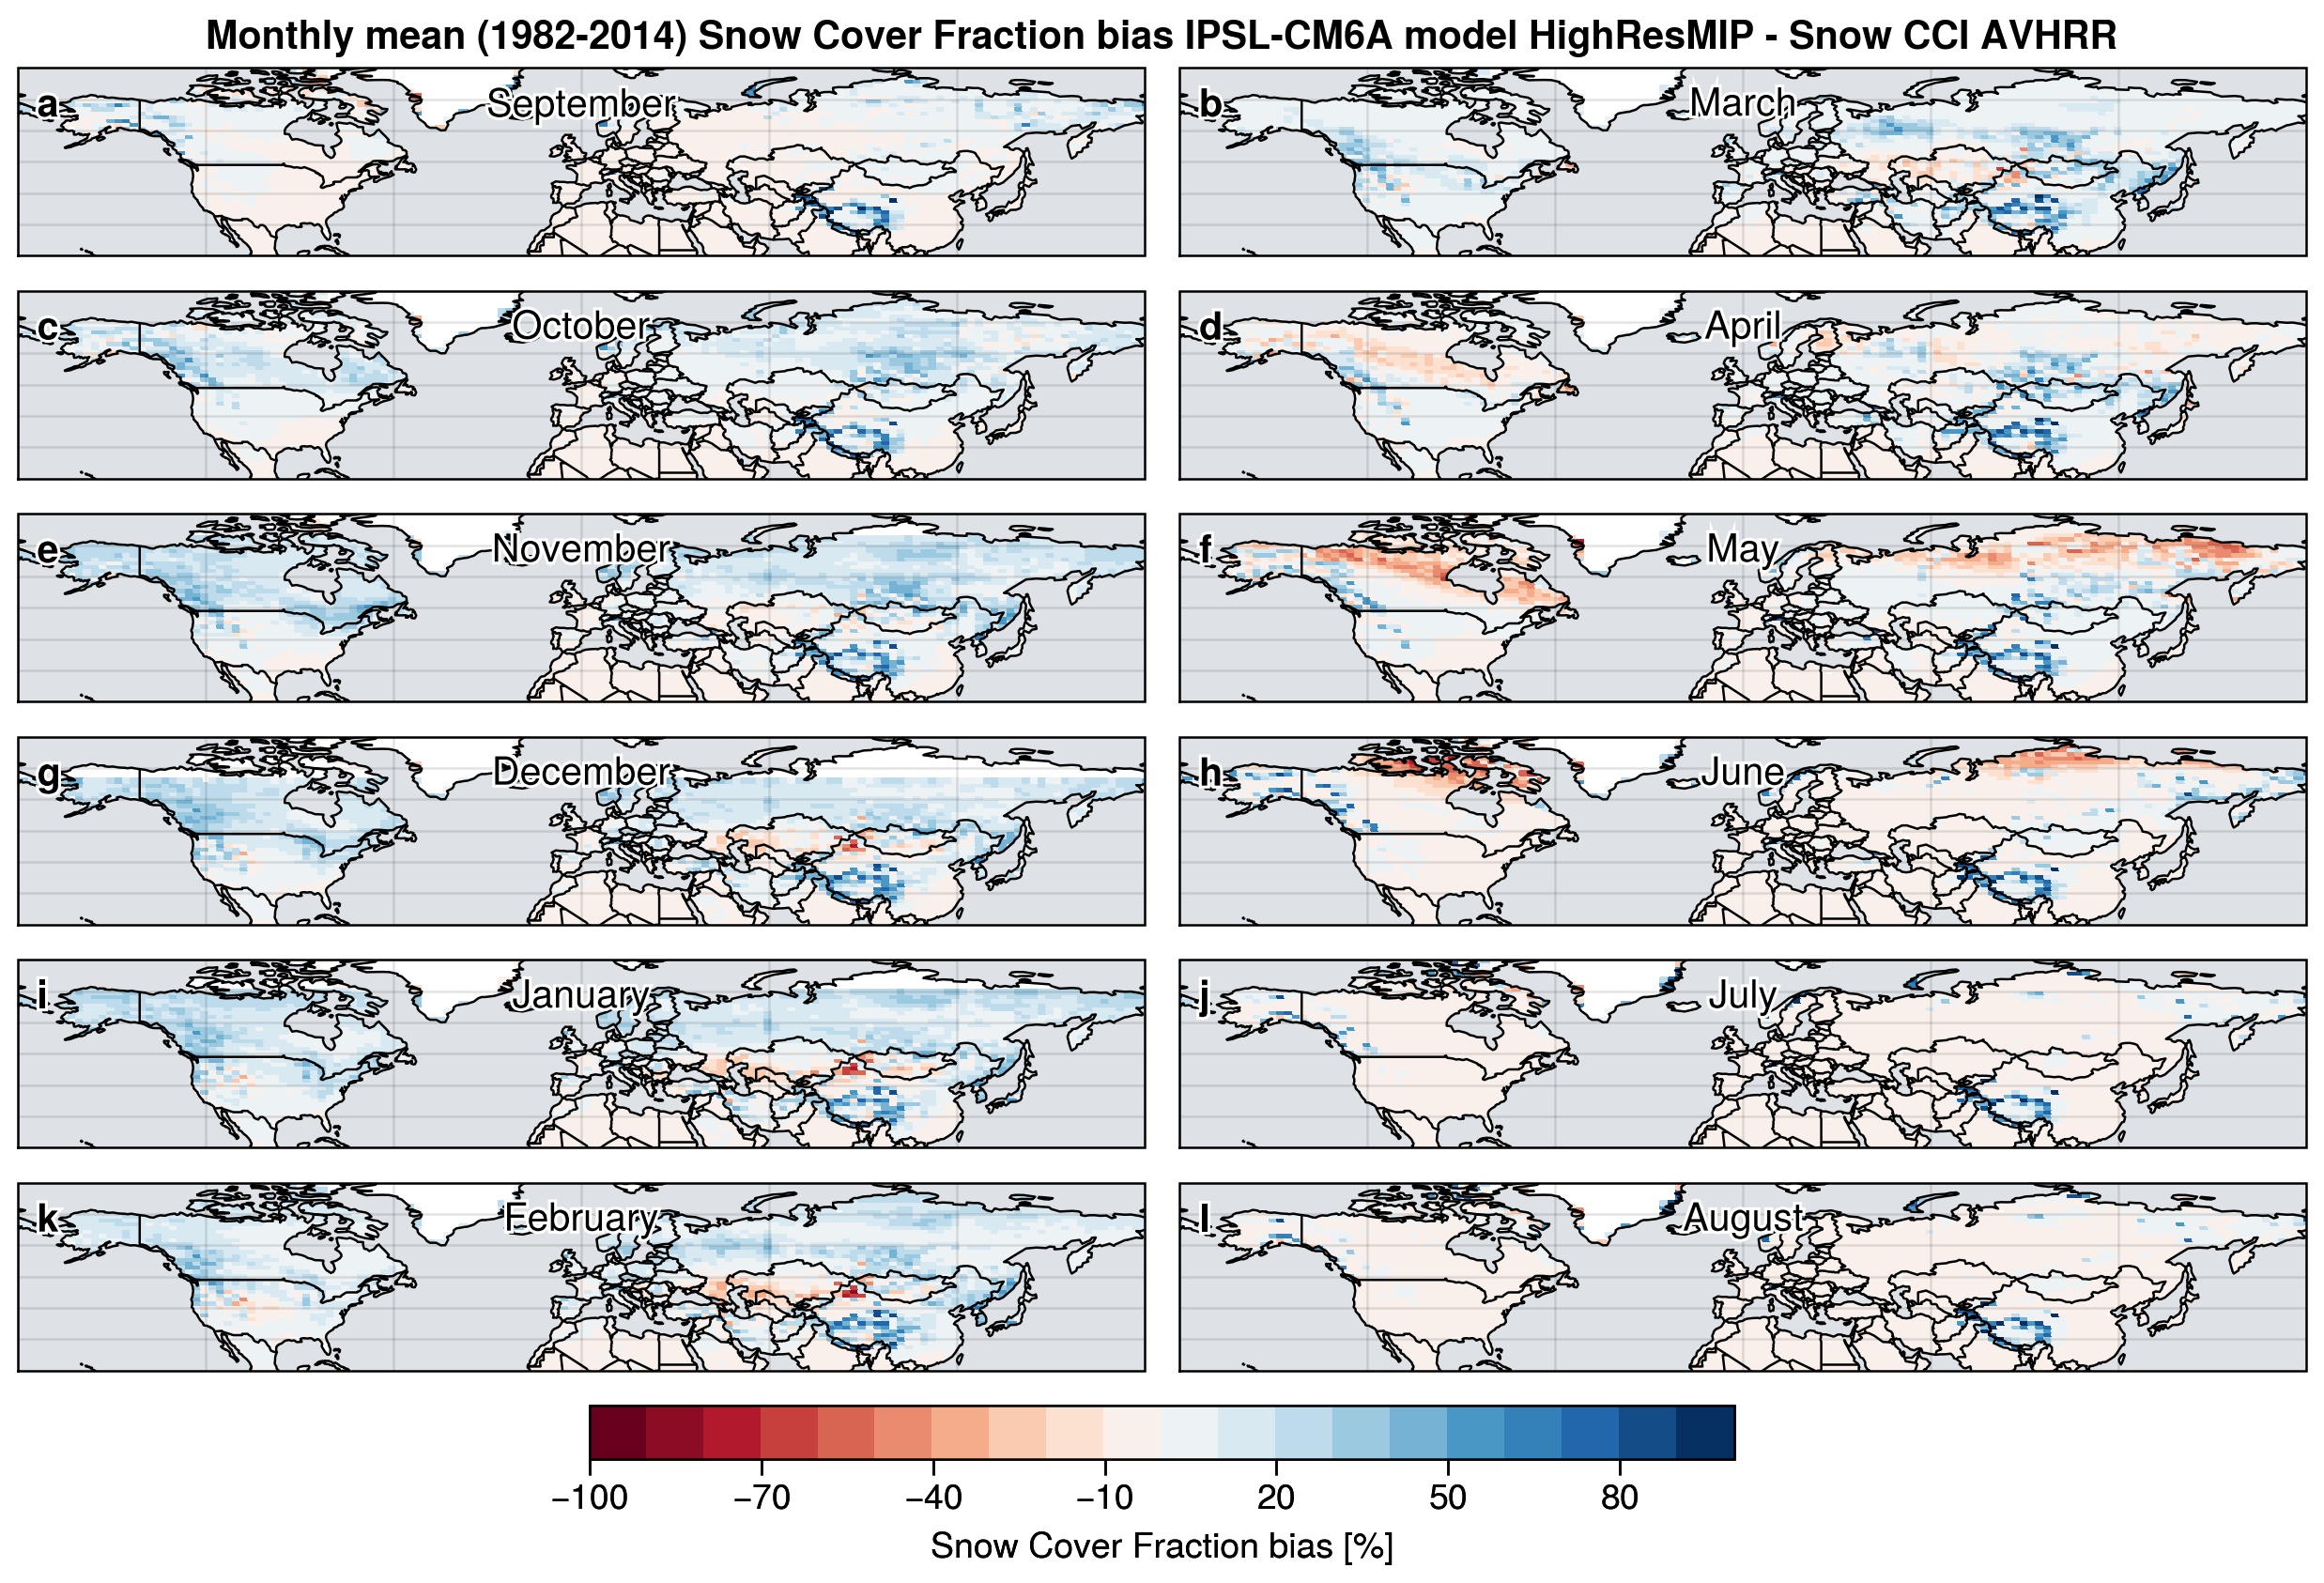 Monthly mean (1982-2014) Snow Cover Fraction bias IPSL-CM6A model HighResMIP - Snow CCI AVHRR
a September
b March
c October
d April
e November
f May
g December
h June
i January
j July
k February
l August
−100 −70 −40 −10 20 50 80
Snow Cover Fraction bias [%]